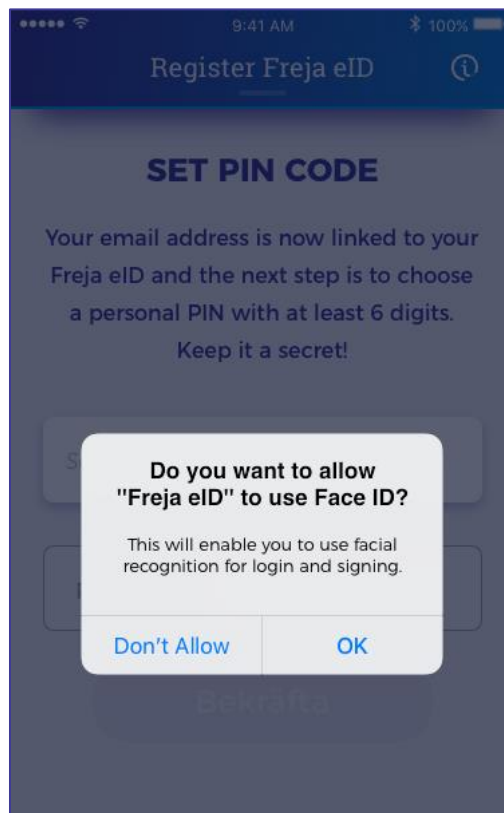 9:41 AM
100%
Register Freja eID
SET PIN CODE
Your email address is now linked to your
Freja eID and the next step is to choose
a personal PIN with at least 6 digits.
Keep it a secret!
Do you want to allow
"Freja eID" to use Face ID?
This will enable you to use facial
recognition for login and signing.
Don't Allow
OK
Bekräfta